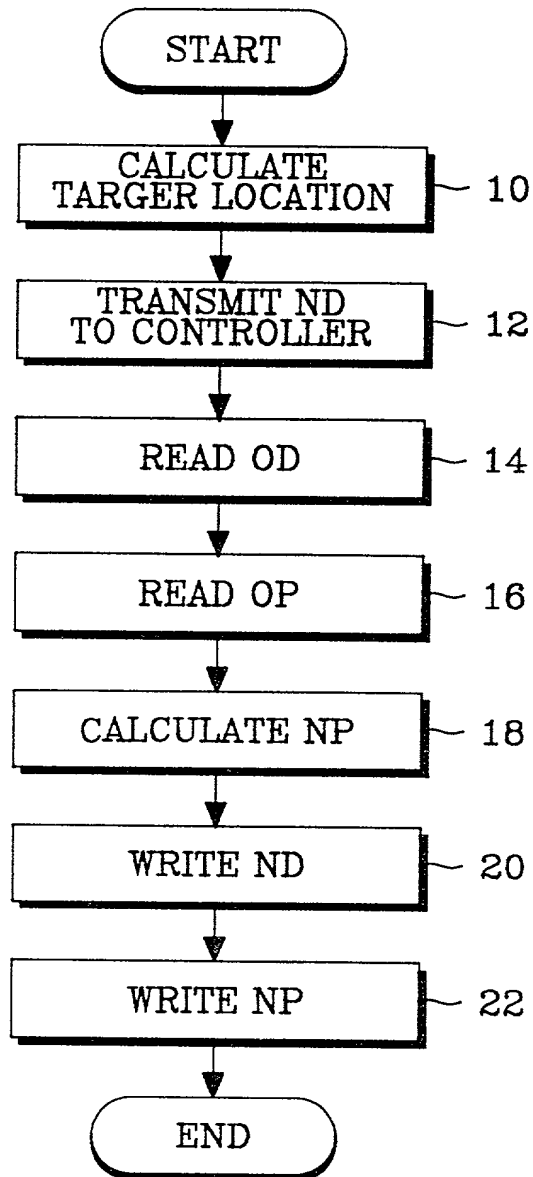 START
CALCULATE
TARGER LOCATION
10
TRANSMIT ND
TO CONTROLLER
12
READ OD
14
READ OP
16
CALCULATE NP
18
WRITE ND
20
WRITE NP
22
END